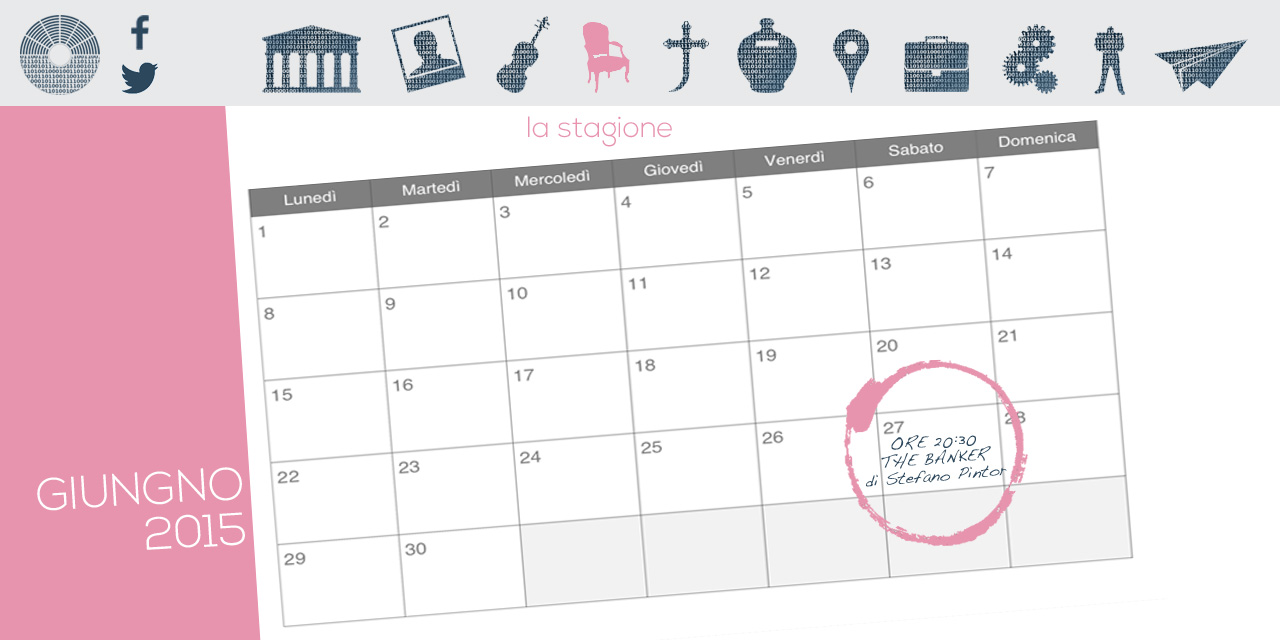 la stagione
Lunedì Martedì Mercoledì Giovedì Venerdì Sabato Domenica
1 2 3 4 5 6 7
8 9 10 11 12 13 14
15 16 17 18 19 20 21
22 23 24 25 26 27 28
ORE 20:30
THE BANKER
di Stefano Pintor
29 30
GIUNGNO
2015